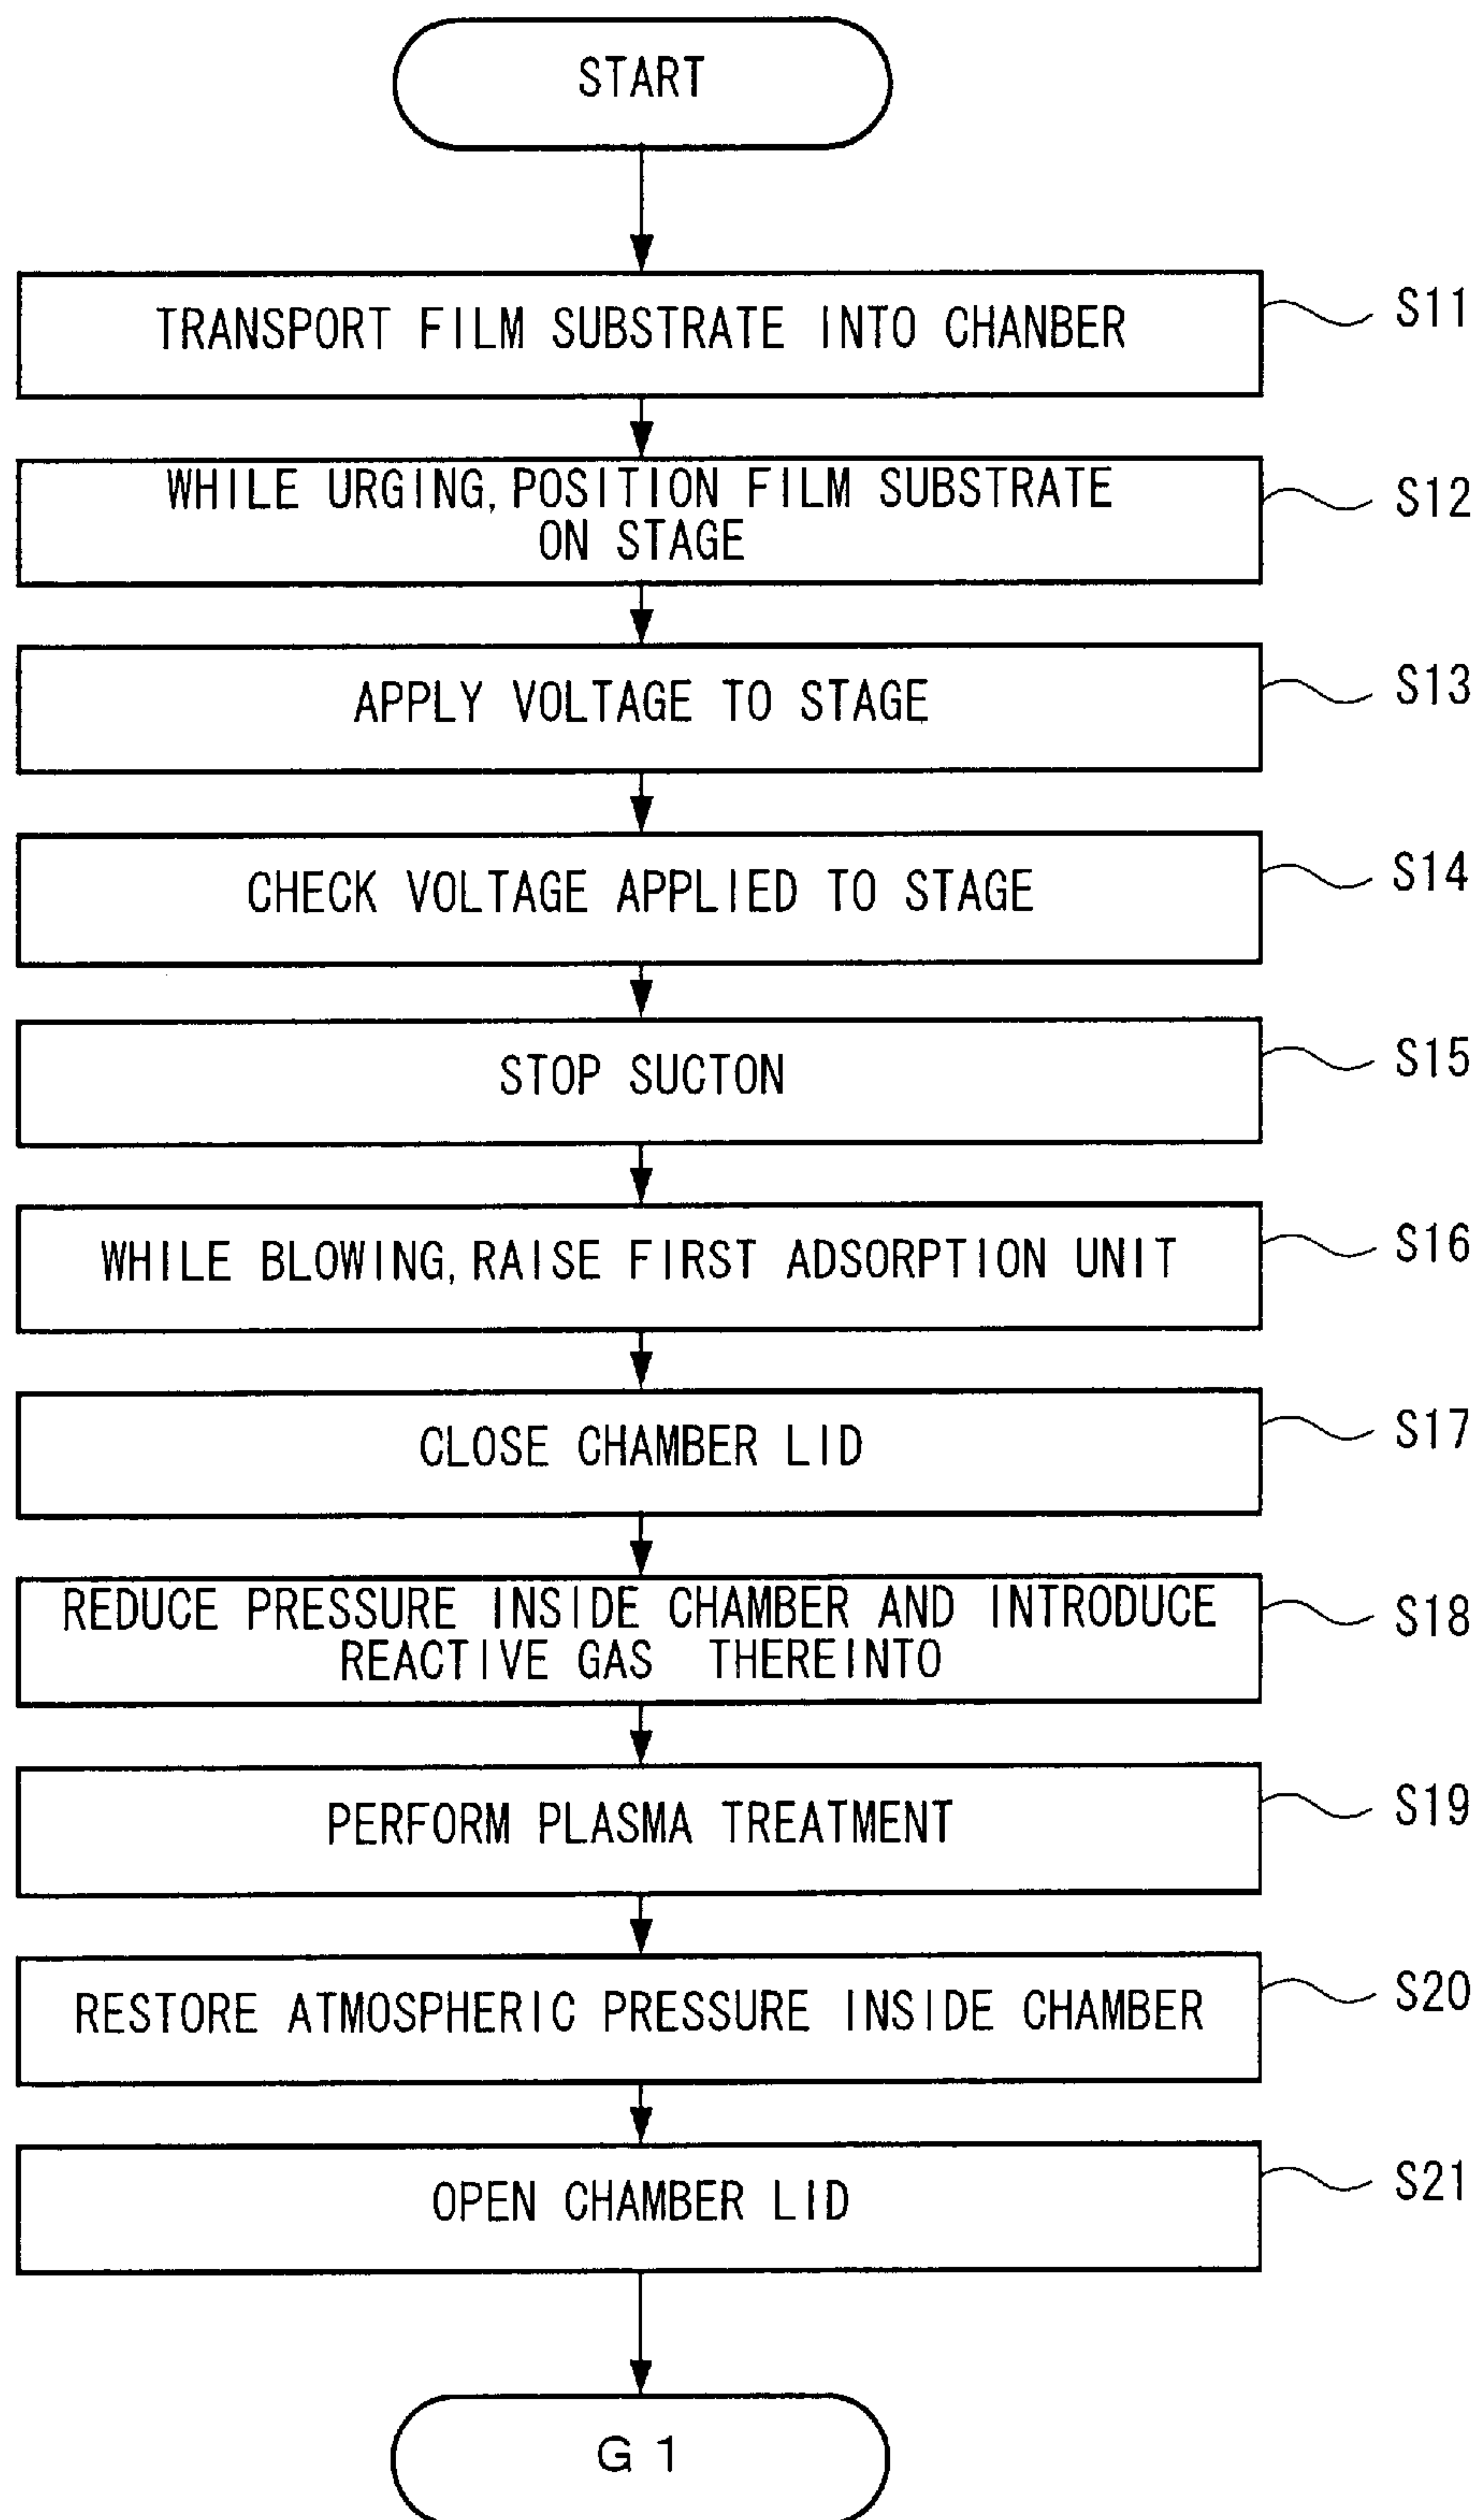 START
TRANSPORT FILM SUBSTRATE INTO CHANBER
S11
WHILE URGING, POSITION FILM SUBSTRATE
ON STAGE
S12
APPLY VOLTAGE TO STAGE
S13
CHECK VOLTAGE APPLIED TO STAGE
S14
STOP SUCTON
S15
WHILE BLOWING, RAISE FIRST ADSORPTION UNIT
S16
CLOSE CHAMBER LID
S17
REDUCE PRESSURE INSIDE CHAMBER AND INTRODUCE
REACTIVE GAS THEREINTO
S18
PERFORM PLASMA TREATMENT
S19
RESTORE ATMOSPHERIC PRESSURE INSIDE CHAMBER
S20
OPEN CHAMBER LID
S21
G 1